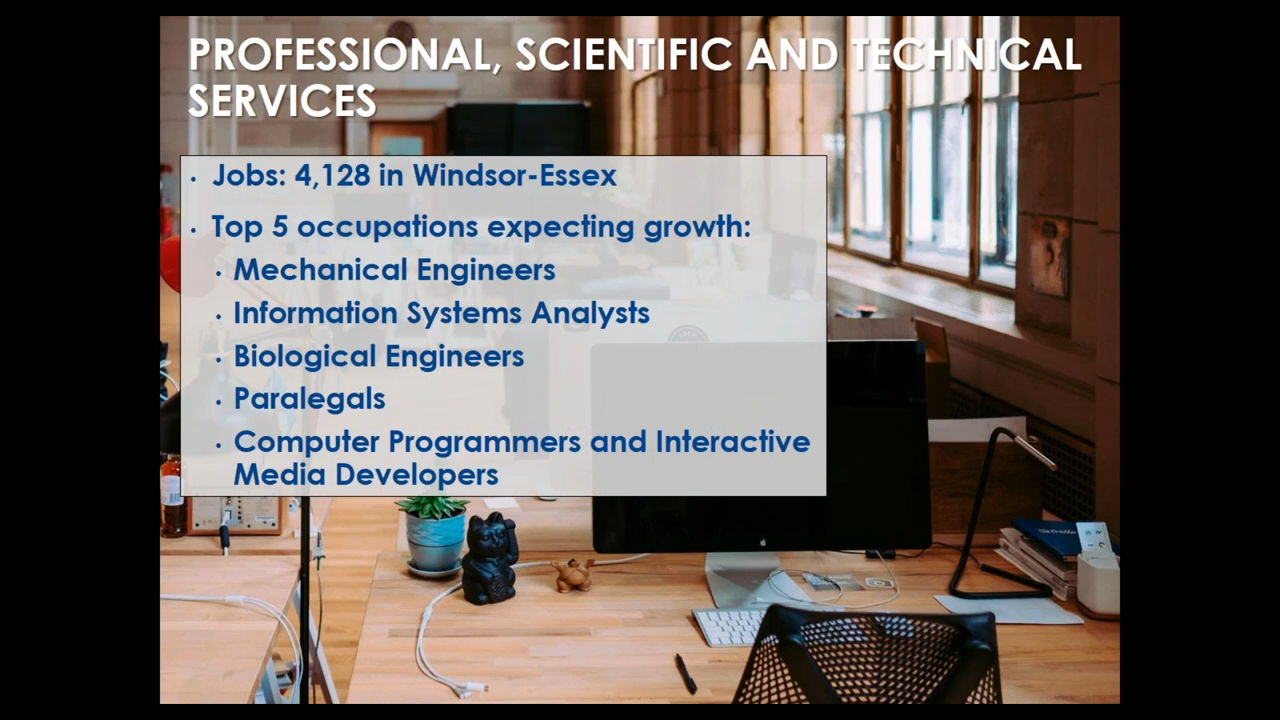 PROFESSIONAL, SCIENTIFIC AND TECHNICAL
SERVICES
· Jobs: 4,128 in Windsor-Essex
· Top 5 occupations expecting growth:
· Mechanical Engineers
· Information Systems Analysts
· Biological Engineers
· Paralegals
· Computer Programmers and Interactive
Media Developers